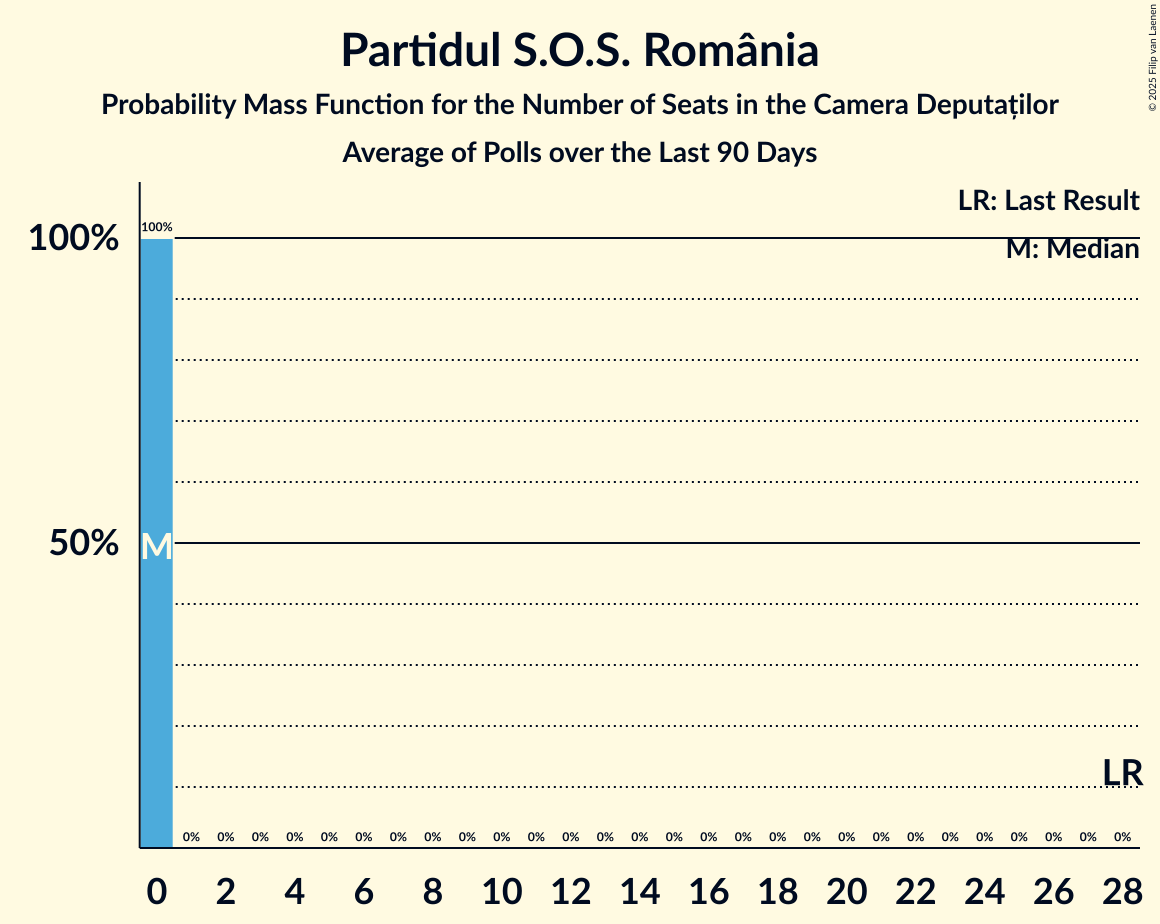 Partidul S.O.S. România
Probability Mass Function for the Number of Seats in the Camera Deputaților
Average of Polls over the Last 90 Days
© 2025 Filip van Laenen
LR: Last Result
M: Median
100%
100%
50%
M
LR
0% 0% 0% 0% 0% 0% 0% 0% 0% 0% 0% 0% 0% 0% 0% 0% 0% 0% 0% 0% 0% 0% 0% 0% 0% 0% 0% 0%
0 2 4 6 8 10 12 14 16 18 20 22 24 26 28